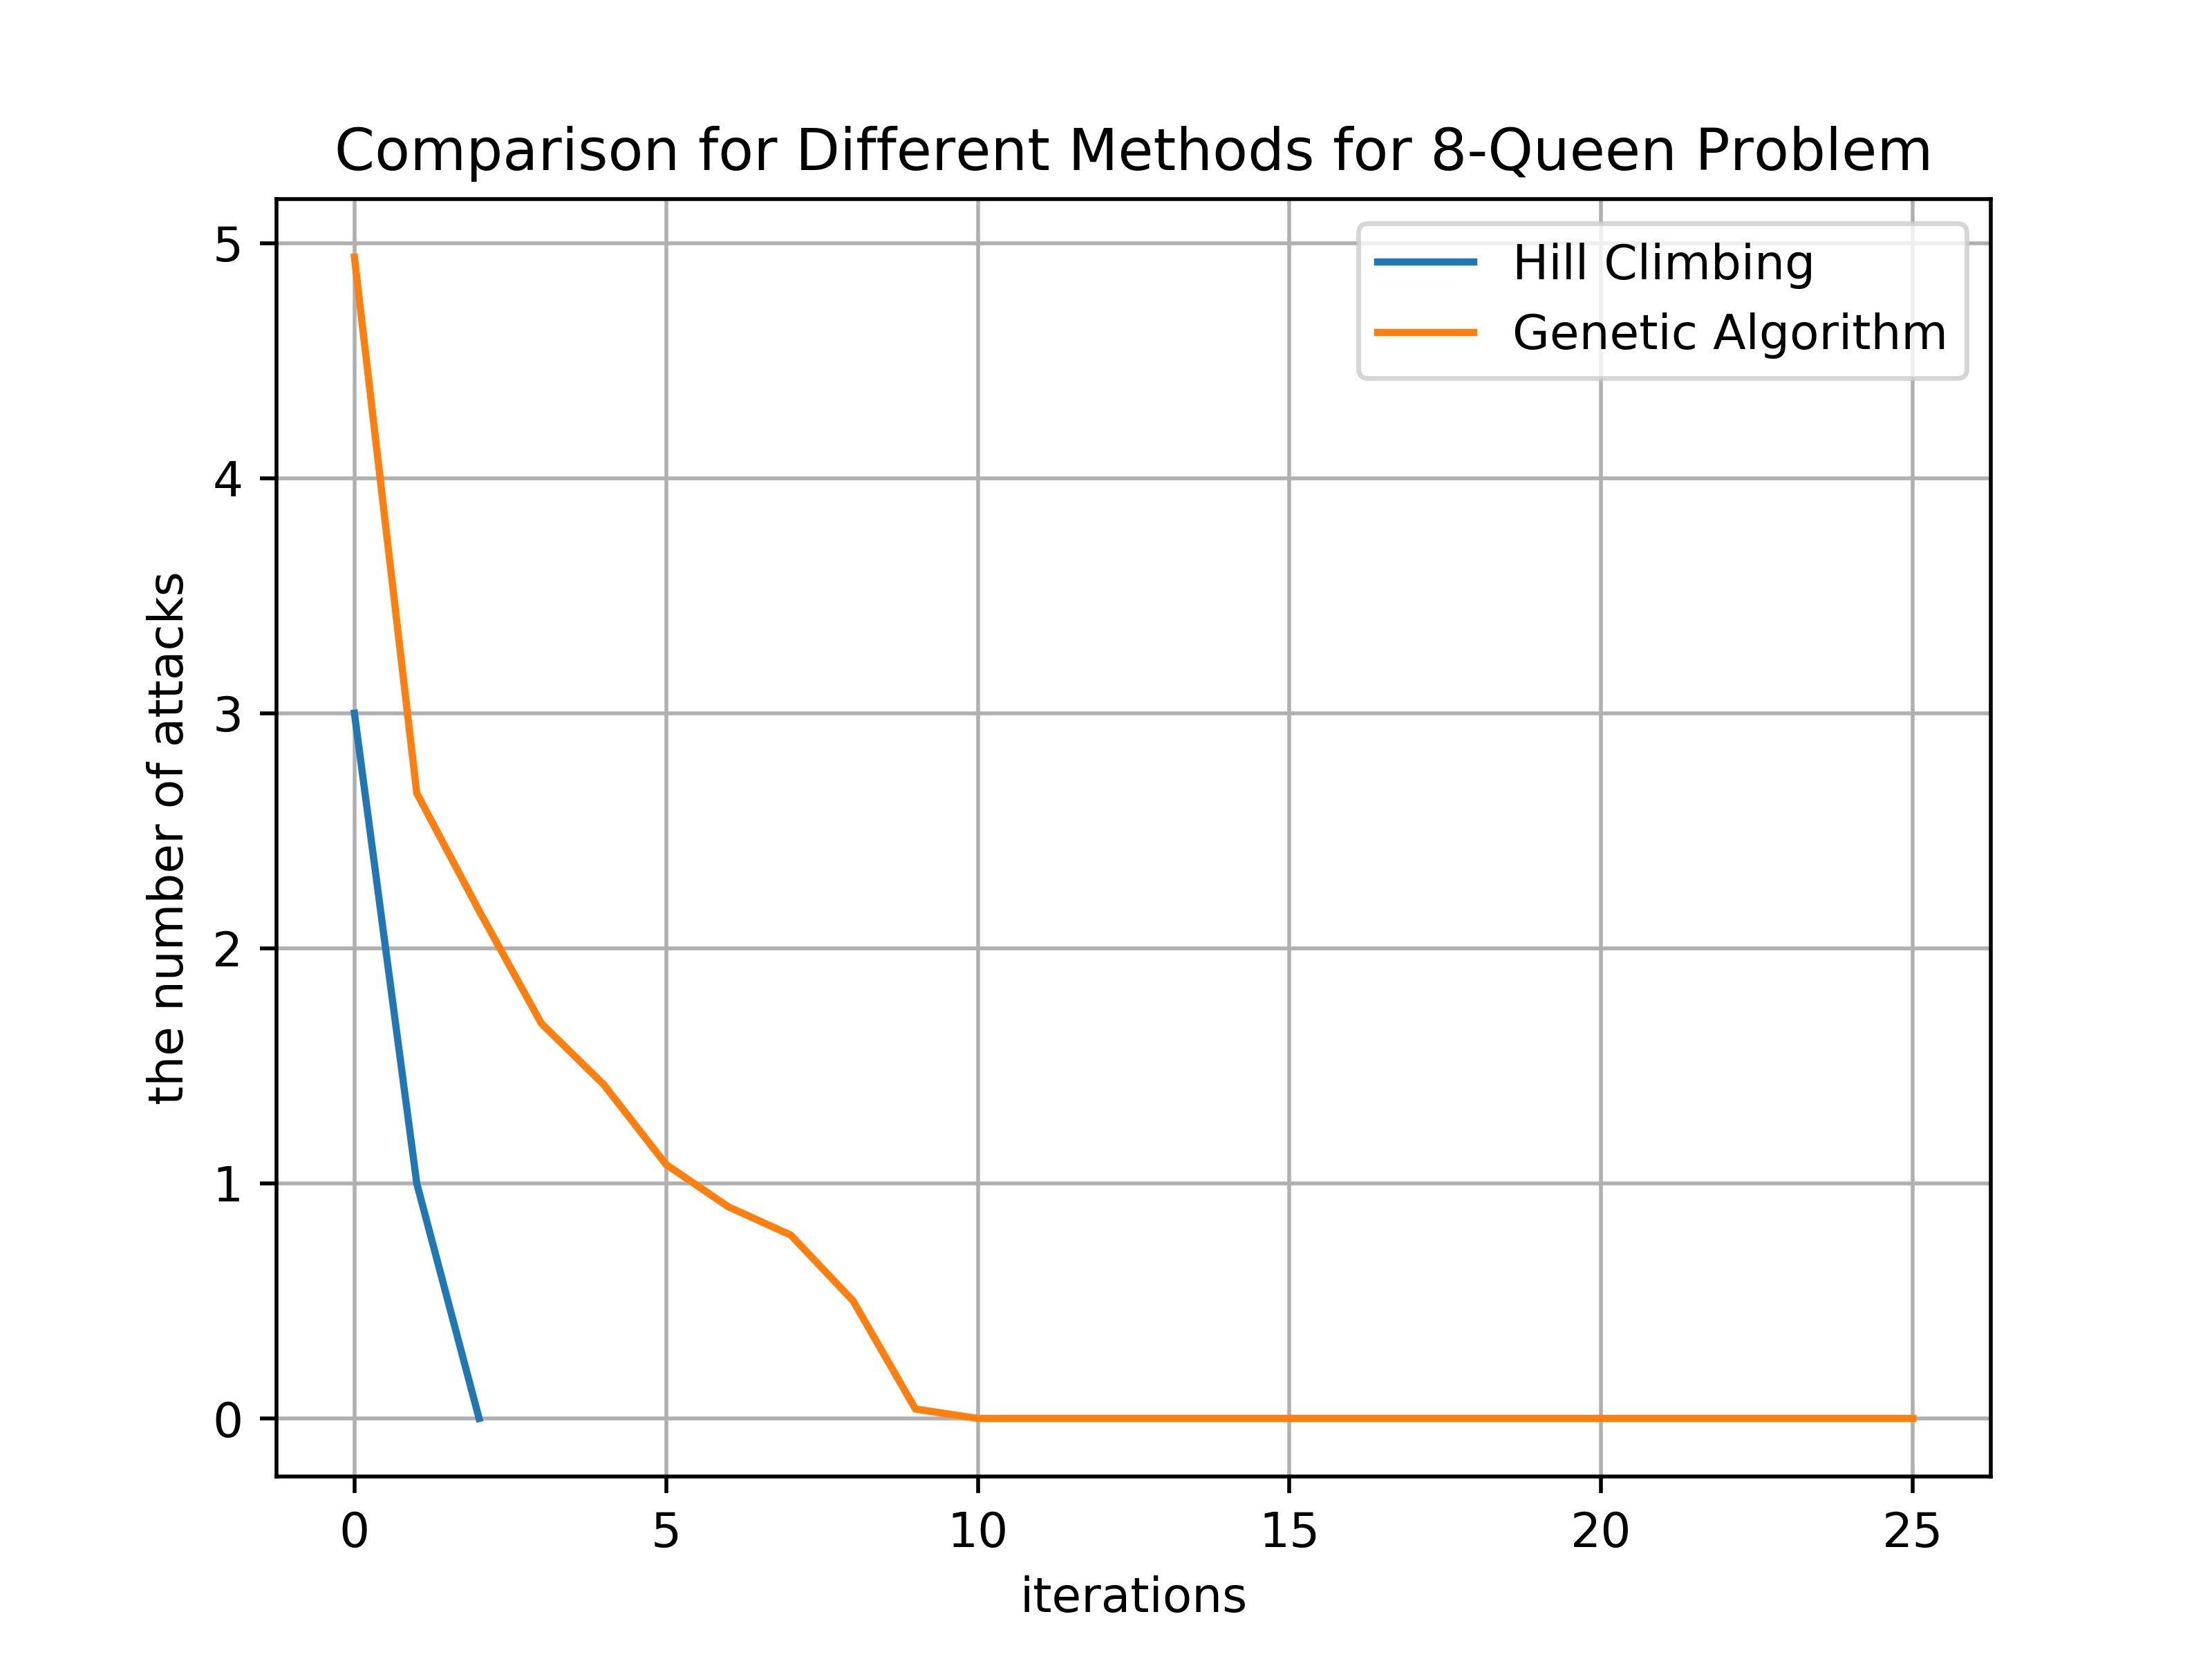 Comparison for Different Methods for 8-Queen Problem
Hill Climbing
Genetic Algorithm
the number of attacks
5
4
3
2
1
0
0 5 10 15 20 25
iterations